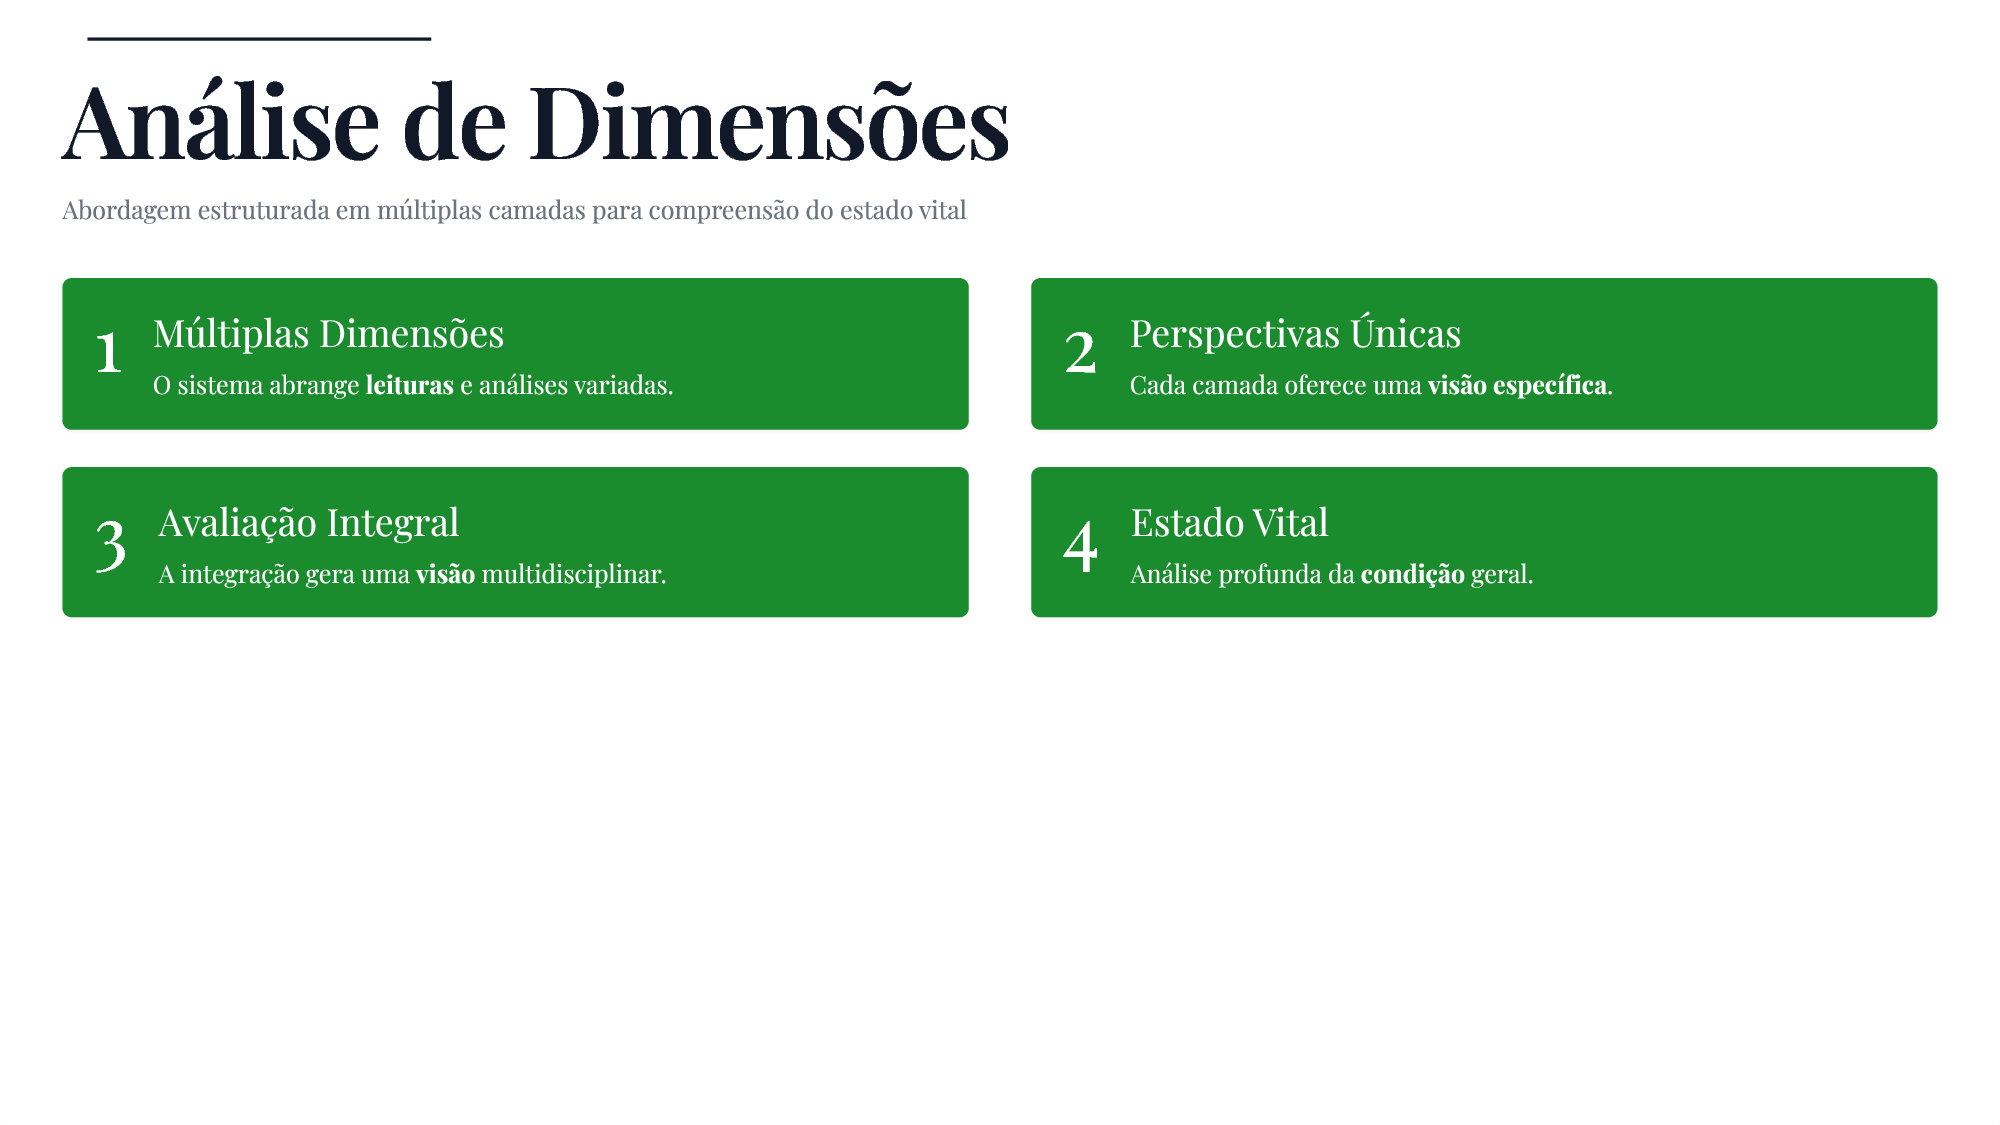 Análise de Dimensões
Abordagem estruturada em múltiplas camadas para compreensão do estado vital
1
Múltiplas Dimensões
O sistema abrange leituras e análises variadas.
2
Perspectivas Únicas
Cada camada oferece uma visão específica.
3
Avaliação Integral
A integração gera uma visão multidisciplinar.
4
Estado Vital
Análise profunda da condição geral.